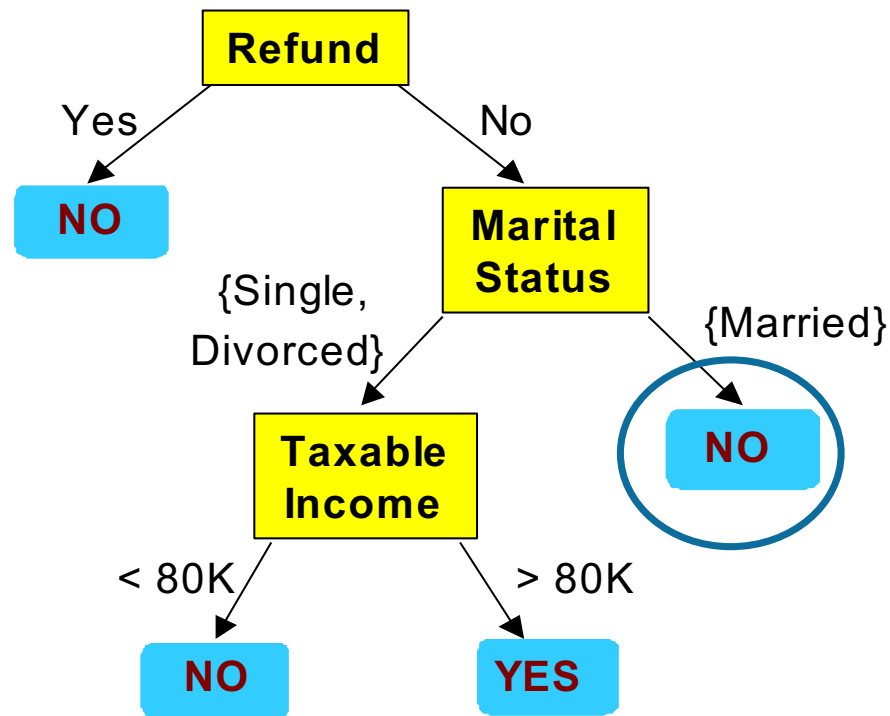 Refund
Yes
No
NO
Marital
Status
{Single,
Divorced}
{Married}
Taxable
Income
NO
< 80K
> 80K
NO
YES